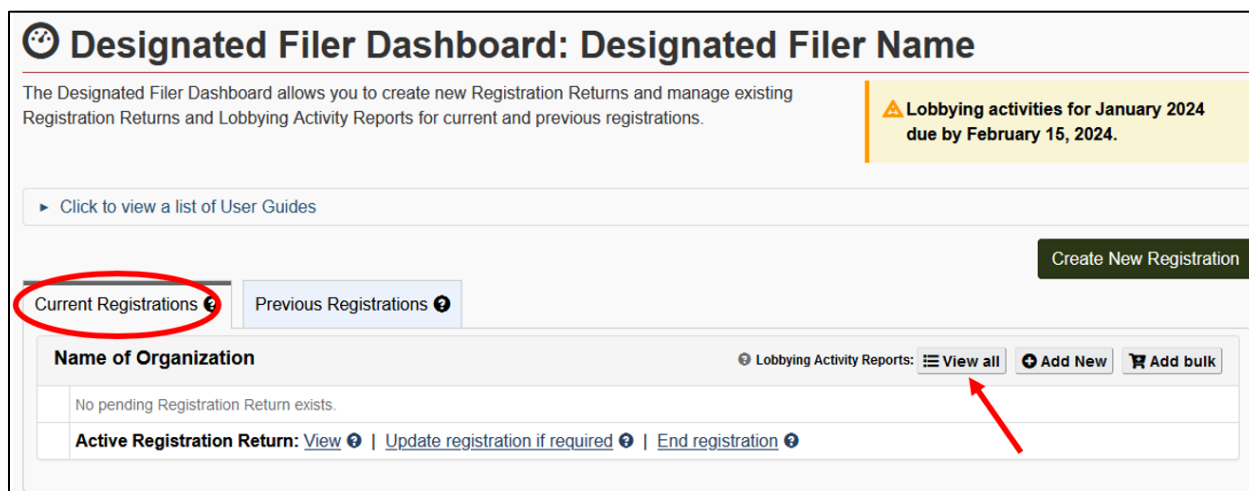 Designated Filer Dashboard: Designated Filer Name
The Designated Filer Dashboard allows you to create new Registration Returns and manage existing
Registration Returns and Lobbying Activity Reports for current and previous registrations.
Lobbying activities for January 2024
due by February 15, 2024.
Click to view a list of User Guides
Create New Registration
Current Registrations ?
Previous Registrations ?
Name of Organization
? Lobbying Activity Reports: View all Add New Add bulk
No pending Registration Return exists.
Active Registration Return: View ? | Update registration if required ? | End registration ?